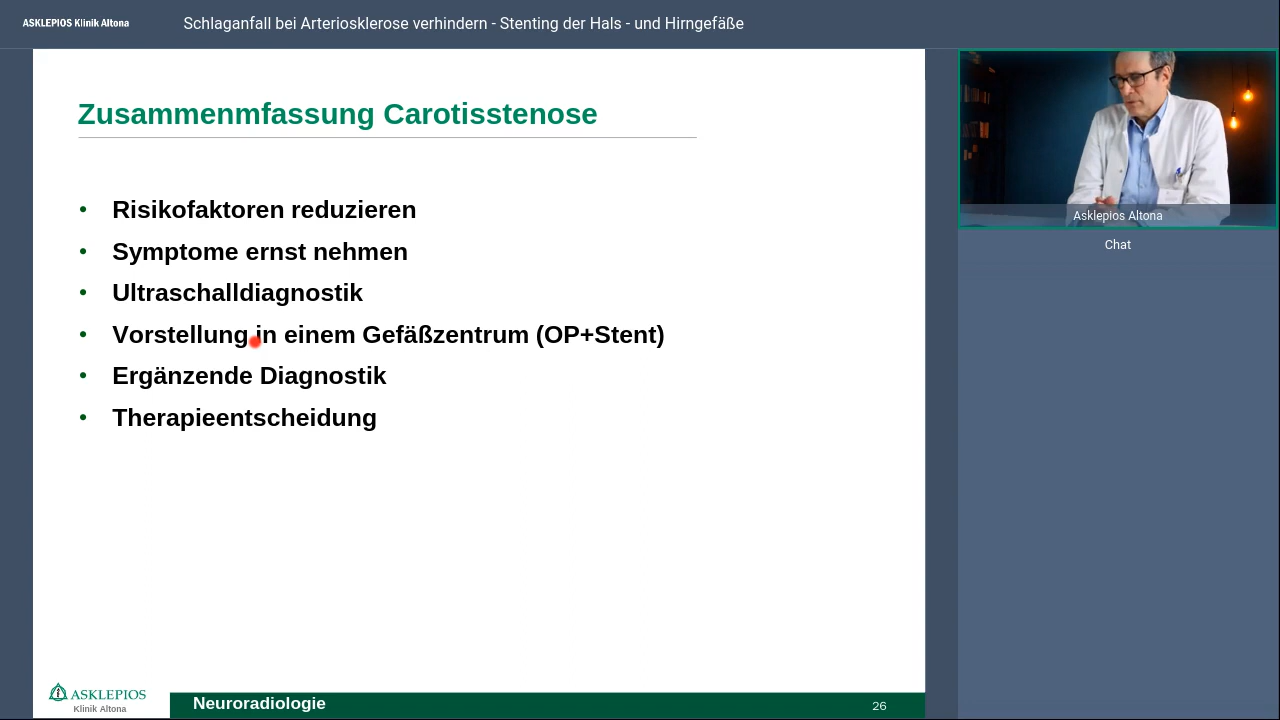 ASKLEPIOS Klinik Altona
Schlaganfall bei Arteriosklerose verhindern - Stenting der Hals - und Hirngefäße
Zusammenmfassung Carotisstenose
• Risikofaktoren reduzieren
• Symptome ernst nehmen
• Ultraschalldiagnostik
• Vorstellung in einem Gefäßzentrum (OP+Stent)
• Ergänzende Diagnostik
• Therapieentscheidung
Asklepios Altona
Chat
ASKLEPIOS
Klinik Altona
Neuroradiologie
26